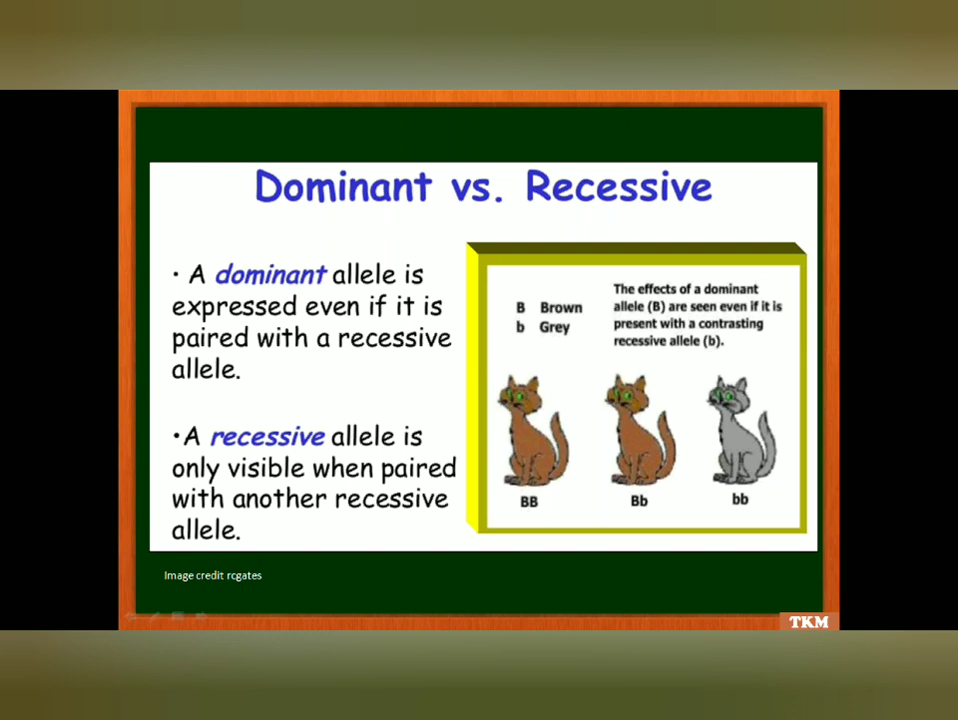 Dominant vs. Recessive
• A dominant allele is
expressed even if it is
paired with a recessive
allele.
•A recessive allele is
only visible when paired
with another recessive
allele.
B Brown
b Grey
The effects of a dominant
allele (B) are seen even if it is
present with a contrasting
recessive allele (b).
BB
Bb
bb
Image credit rcgates
TKM